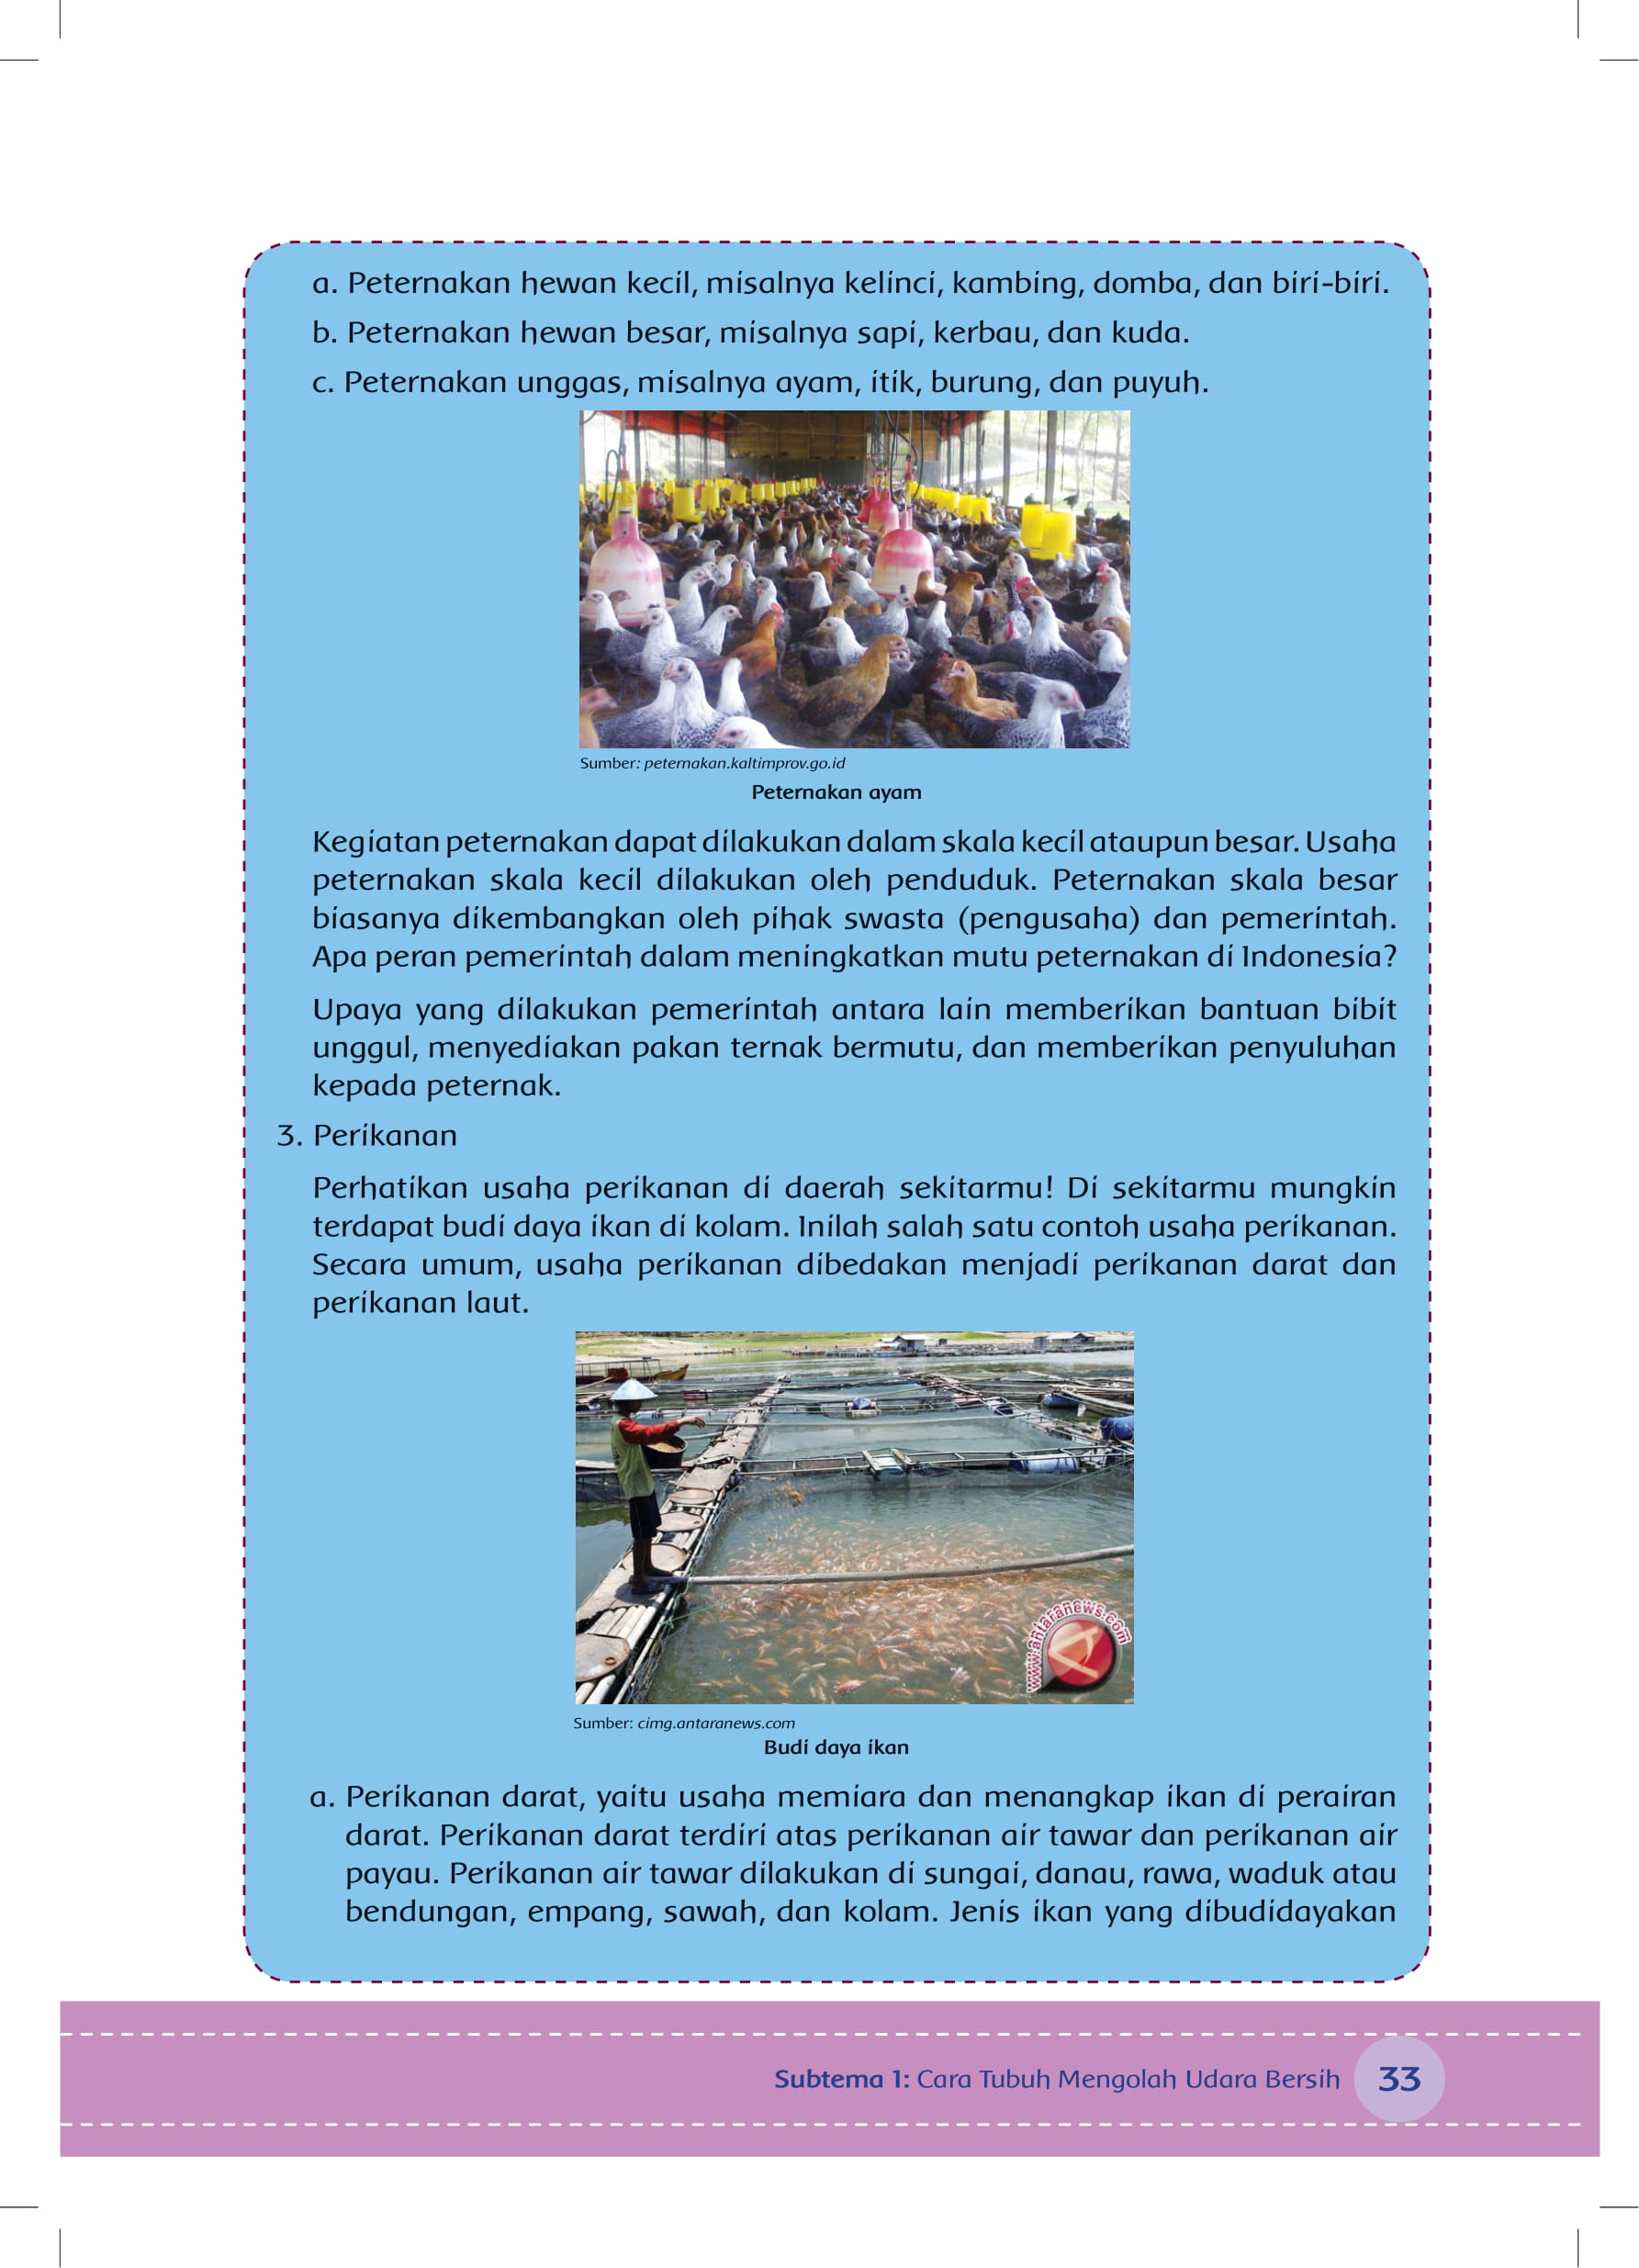 a. Peternakan hewan kecil, misalnya kelinci, kambing, domba, dan biri-biri.
b. Peternakan hewan besar, misalnya sapi, kerbau, dan kuda.
c. Peternakan unggas, misalnya ayam, itik, burung, dan puyuh.
Sumber: peternakan.kaltimprov.go.id
Peternakan ayam
Kegiatan peternakan dapat dilakukan dalam skala kecil ataupun besar. Usaha
peternakan skala kecil dilakukan oleh penduduk. Peternakan skala besar
biasanya dikembangkan oleh pihak swasta (pengusaha) dan pemerintah.
Apa peran pemerintah dalam meningkatkan mutu peternakan di Indonesia?
Upaya yang dilakukan pemerintah antara lain memberikan bantuan bibit
unggul, menyediakan pakan ternak bermutu, dan memberikan penyuluhan
kepada peternak.
3. Perikanan
Perhatikan usaha perikanan di daerah sekitarmu! Di sekitarmu mungkin
terdapat budi daya ikan di kolam. Inilah salah satu contoh usaha perikanan.
Secara umum, usaha perikanan dibedakan menjadi perikanan darat dan
perikanan laut.
www.antaranews.com
Sumber: cimg.antaranews.com
Budi daya ikan
a. Perikanan darat, yaitu usaha memiara dan menangkap ikan di perairan
darat. Perikanan darat terdiri atas perikanan air tawar dan perikanan air
payau. Perikanan air tawar dilakukan di sungai, danau, rawa, waduk atau
bendungan, empang, sawah, dan kolam. Jenis ikan yang dibudidayakan
Subtema 1: Cara Tubuh Mengolah Udara Bersih 33